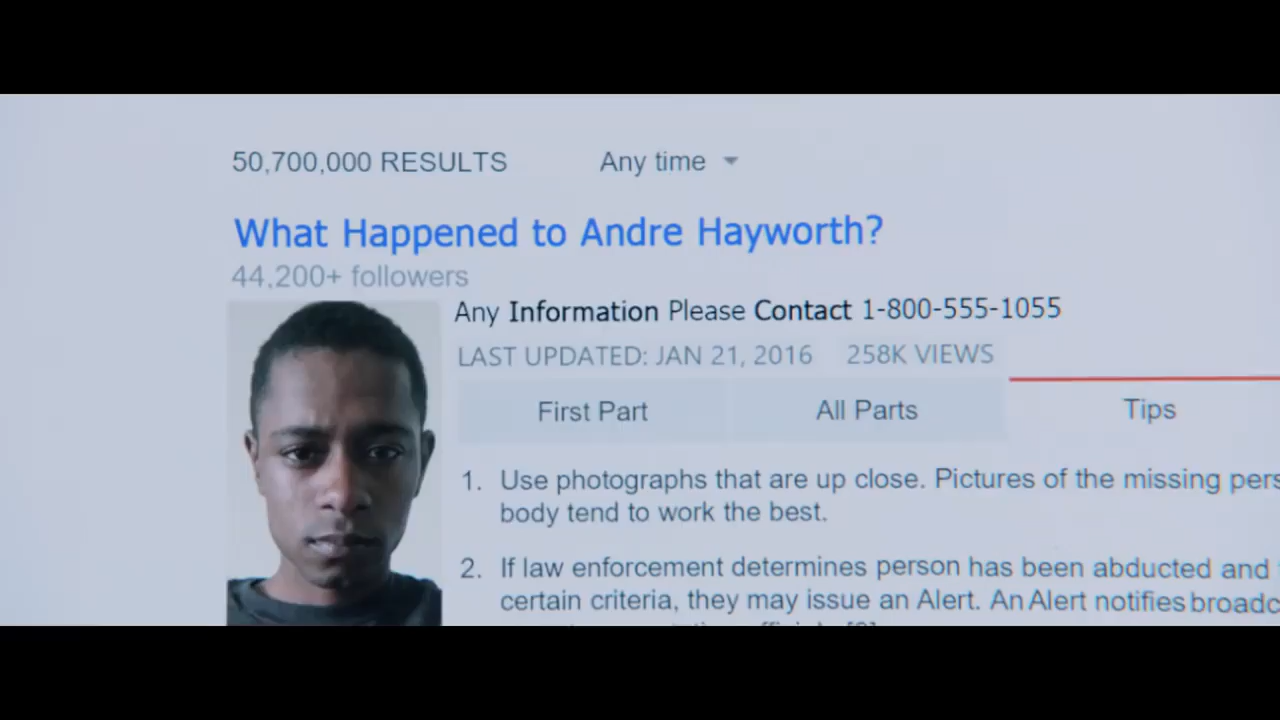 50,700,000 RESULTS Any time
What Happened to Andre Hayworth?
44,200+ followers
Any Information Please Contact 1-800-555-1055
LAST UPDATED: JAN 21, 2016 258K VIEWS
First Part All Parts Tips
1. Use photographs that are up close. Pictures of the missing pers
body tend to work the best.
2. If law enforcement determines person has been abducted and
certain criteria, they may issue an Alert. An Alert notifies broadc